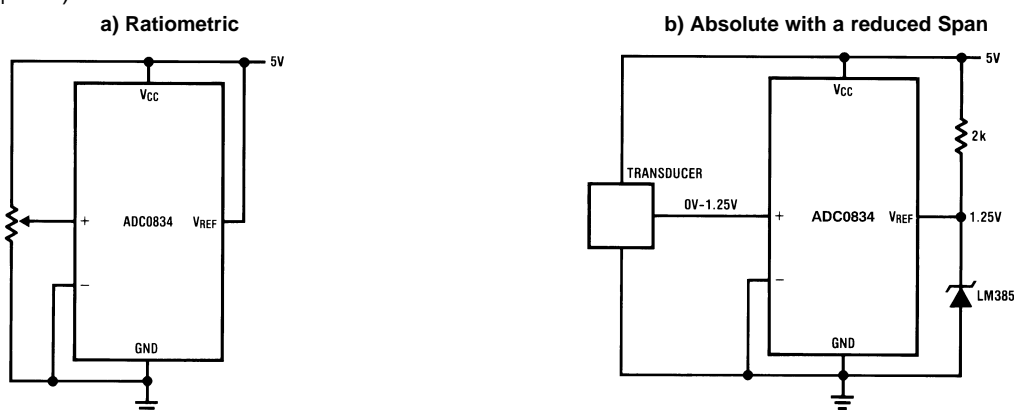 a) Ratiometric
5V
VCC
+
ADC0834
VREF
−
GND
b) Absolute with a reduced Span
5V
VCC
2k
TRANSDUCER
0V–1.25V
+
ADC0834
VREF
1.25V
−
LM385
GND